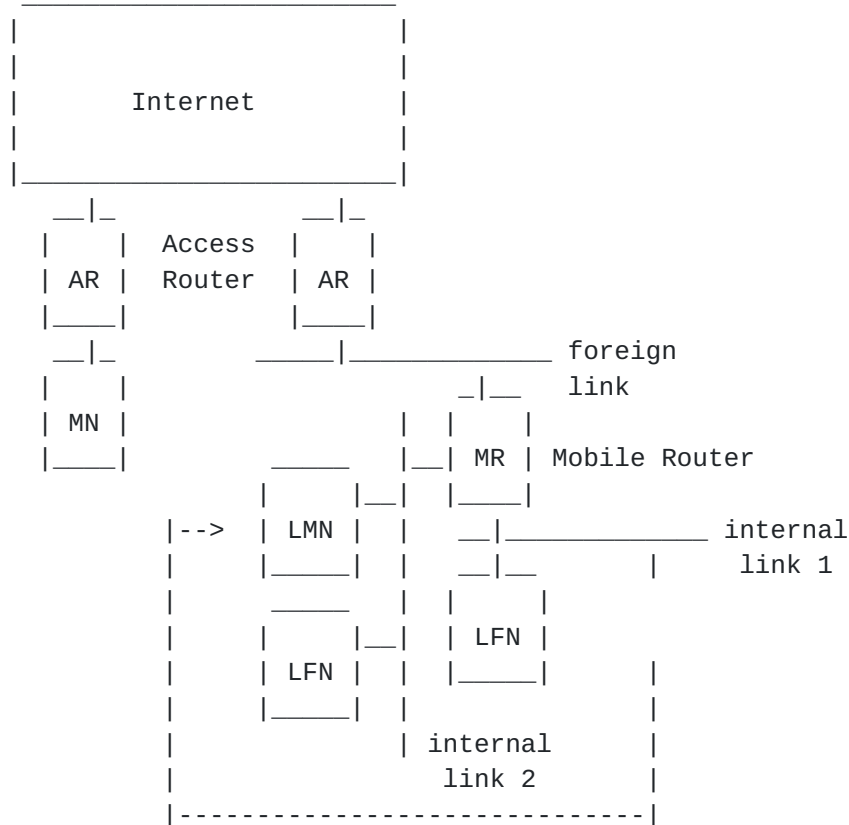 Internet
Access
AR Router AR
foreign
link
MN
MR Mobile Router
LMN internal
link 1
LFN
LFN
internal
link 2